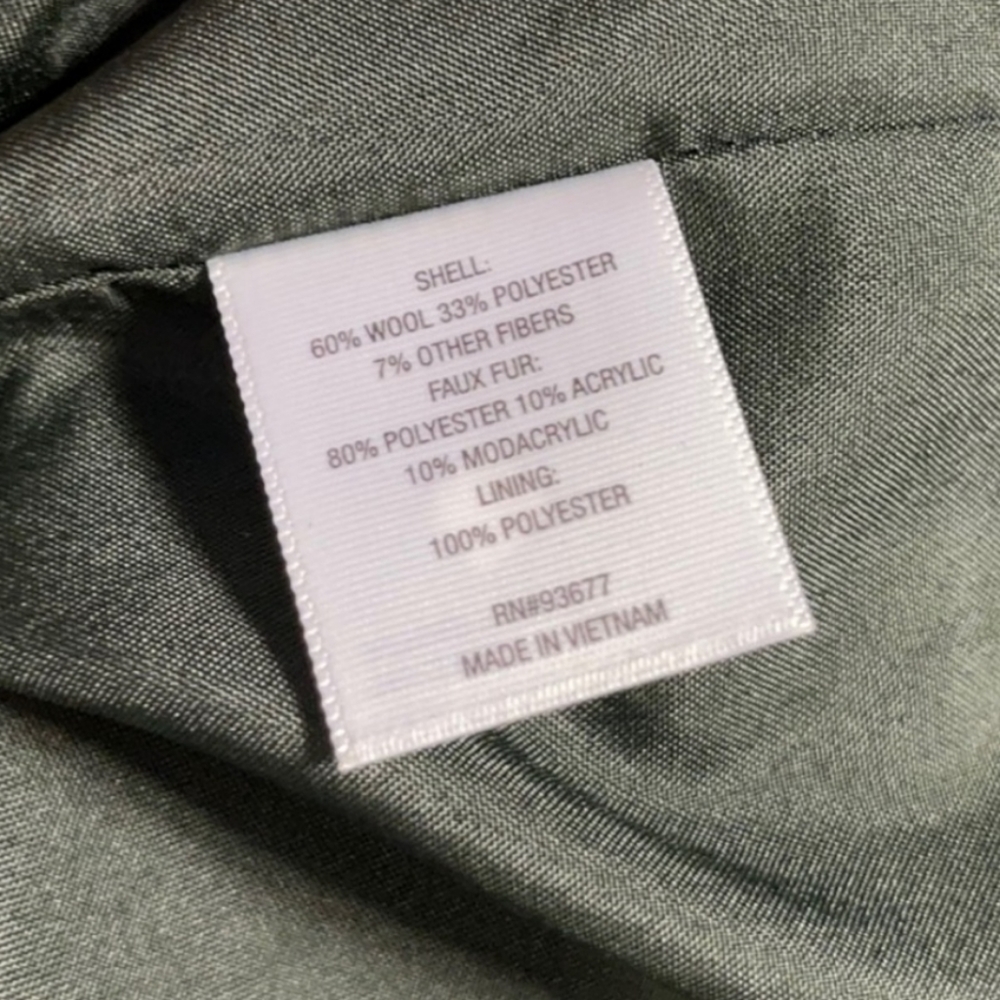 SHELL:
60% WOOL 33% POLYESTER
7% OTHER FIBERS
FAUX FUR:
80% POLYESTER 10% ACRYLIC
10% MODACRYLIC
LINING:
100% POLYESTER
RN#93677
MADE IN VIETNAM